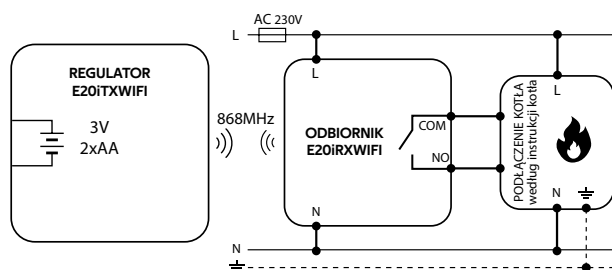 L
AC 230V
REGULATOR
E20iTXWIFI
3V
2xAA
868MHz
L
ODBIORNIK
E20iRXWIFI
COM
NO
N
L
PODŁĄCZENIE KOTŁA
według instrukcji kotła
N
N